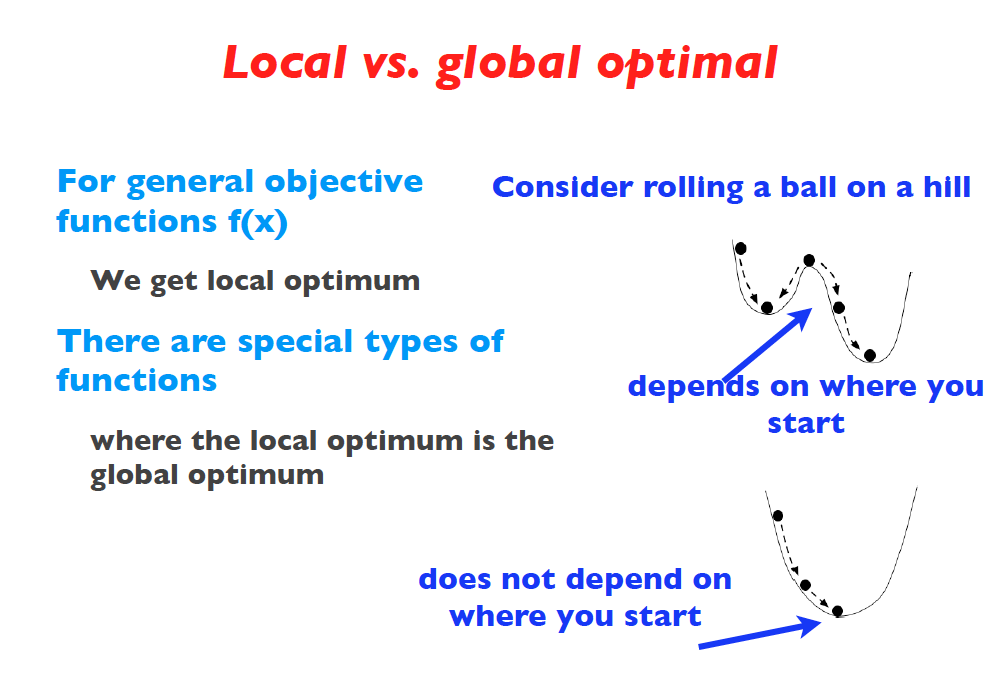 Local vs. global optimal
For general objective
functions f(x)
We get local optimum
There are special types of
functions
where the local optimum is the
global optimum
Consider rolling a ball on a hill
depends on where you
start
does not depend on
where you start